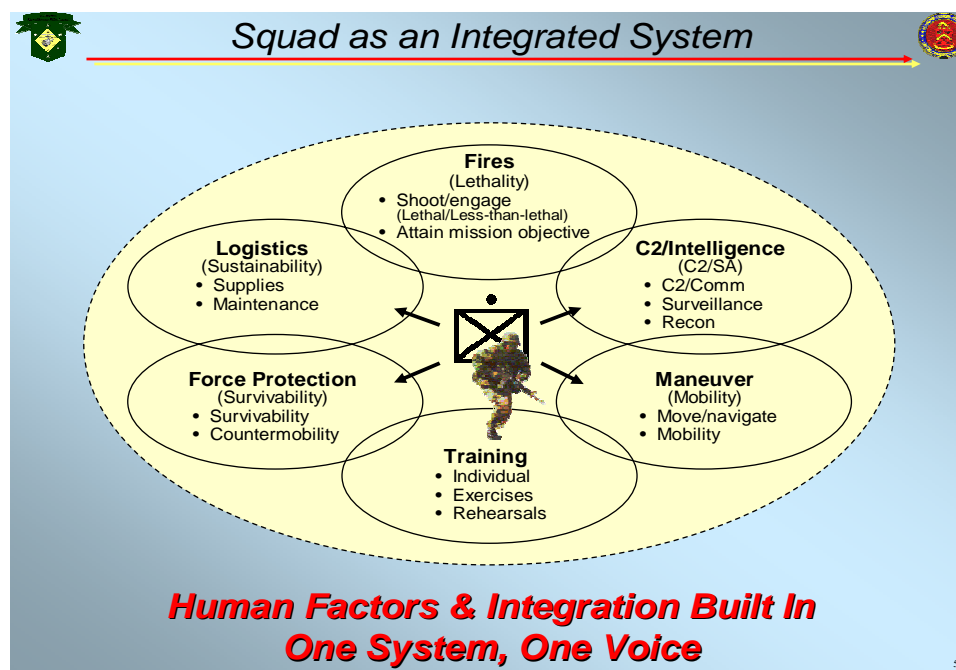 Squad as an Integrated System
Fires
(Lethality)
• Shoot/engage
(Lethal/Less-than-lethal)
• Attain mission objective
Logistics
(Sustainability)
• Supplies
• Maintenance
C2/Intelligence
(C2/SA)
• C2/Comm
• Surveillance
• Recon
Force Protection
(Survivability)
• Survivability
• Countermobility
Maneuver
(Mobility)
• Move/navigate
• Mobility
Training
• Individual
• Exercises
• Rehearsals
Human Factors & Integration Built In
One System, One Voice